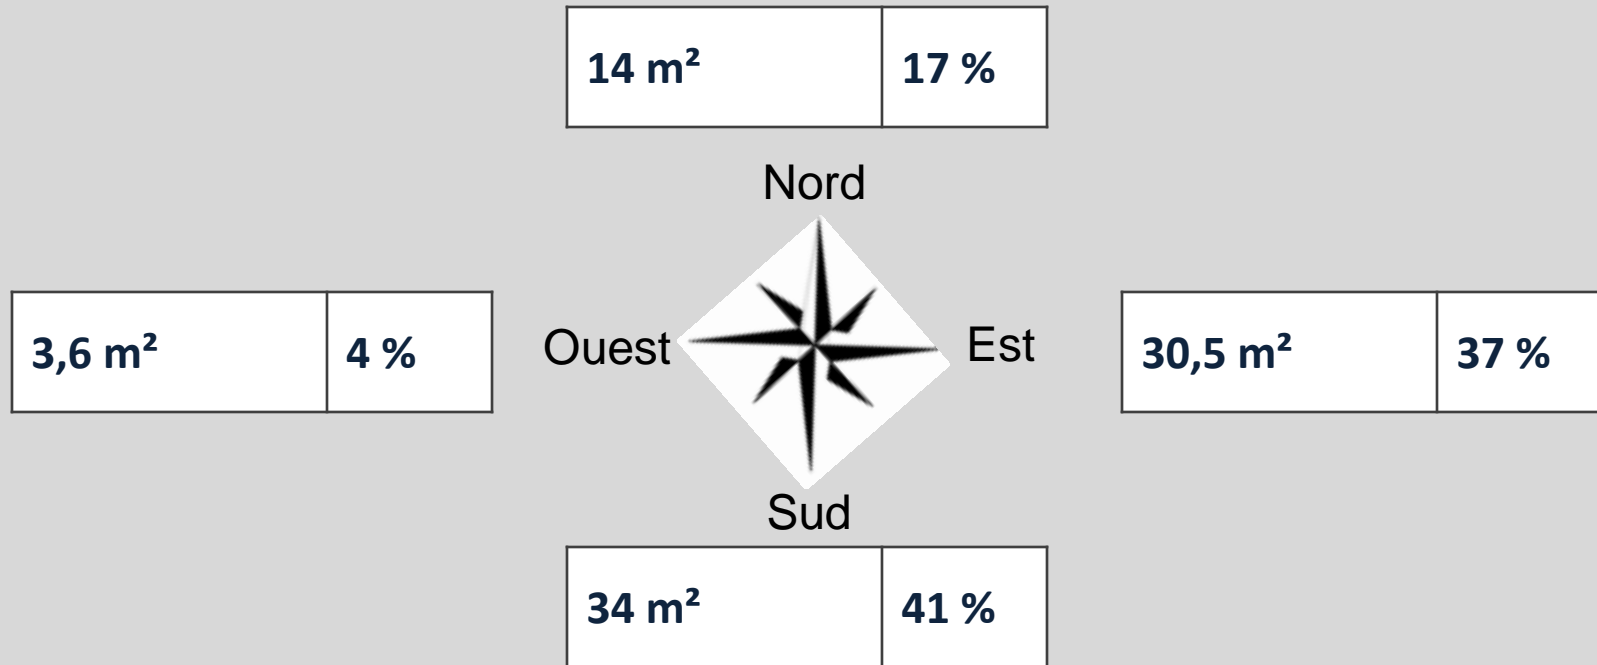 14 m² 17 %
Nord
3,6 m² 4 %
Ouest
Est
30,5 m² 37 %
Sud
34 m² 41 %